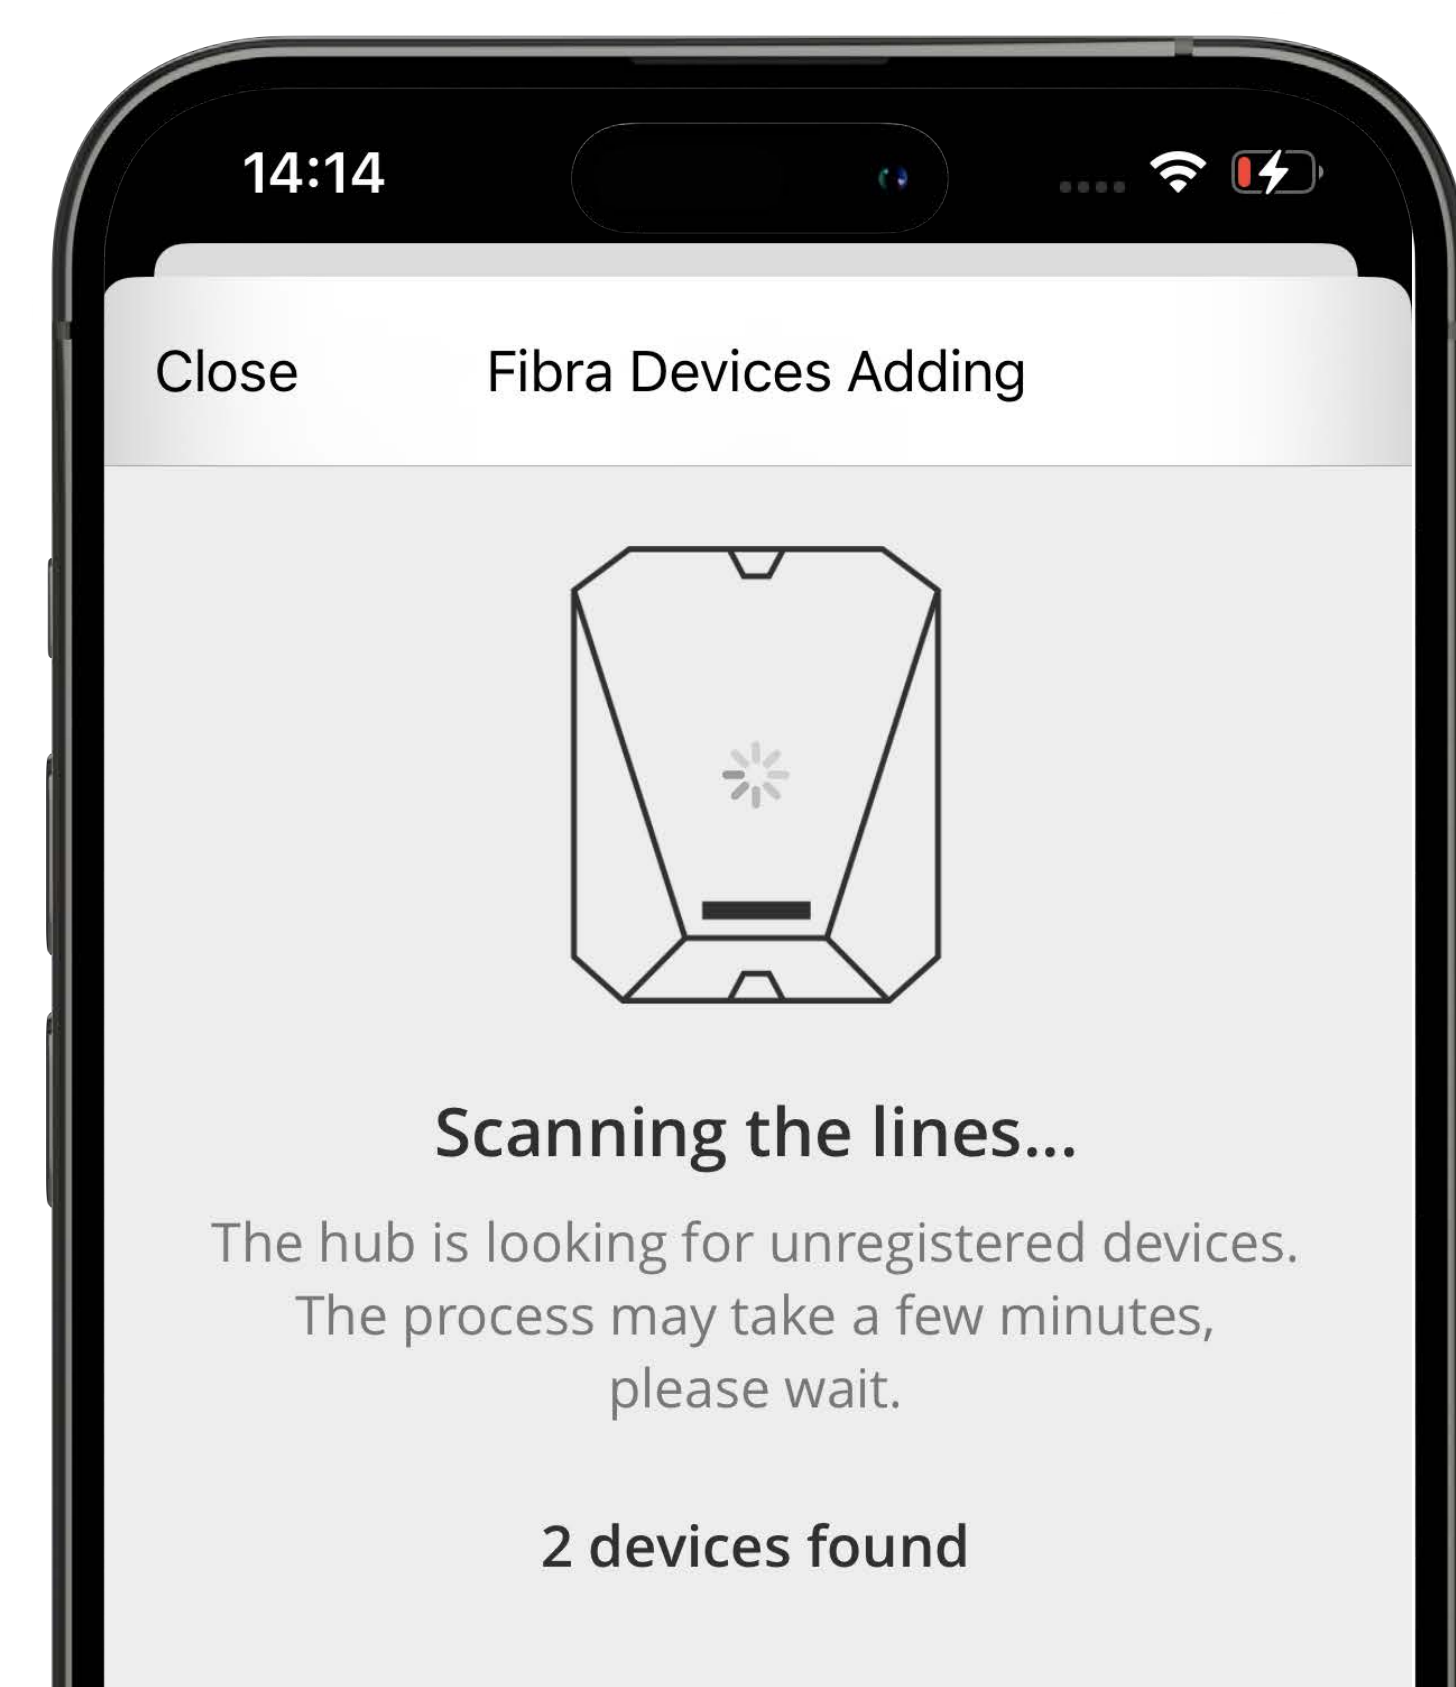 14:14
Close
Fibra Devices Adding
Scanning the lines...
The hub is looking for unregistered devices.
The process may take a few minutes,
please wait.
2 devices found